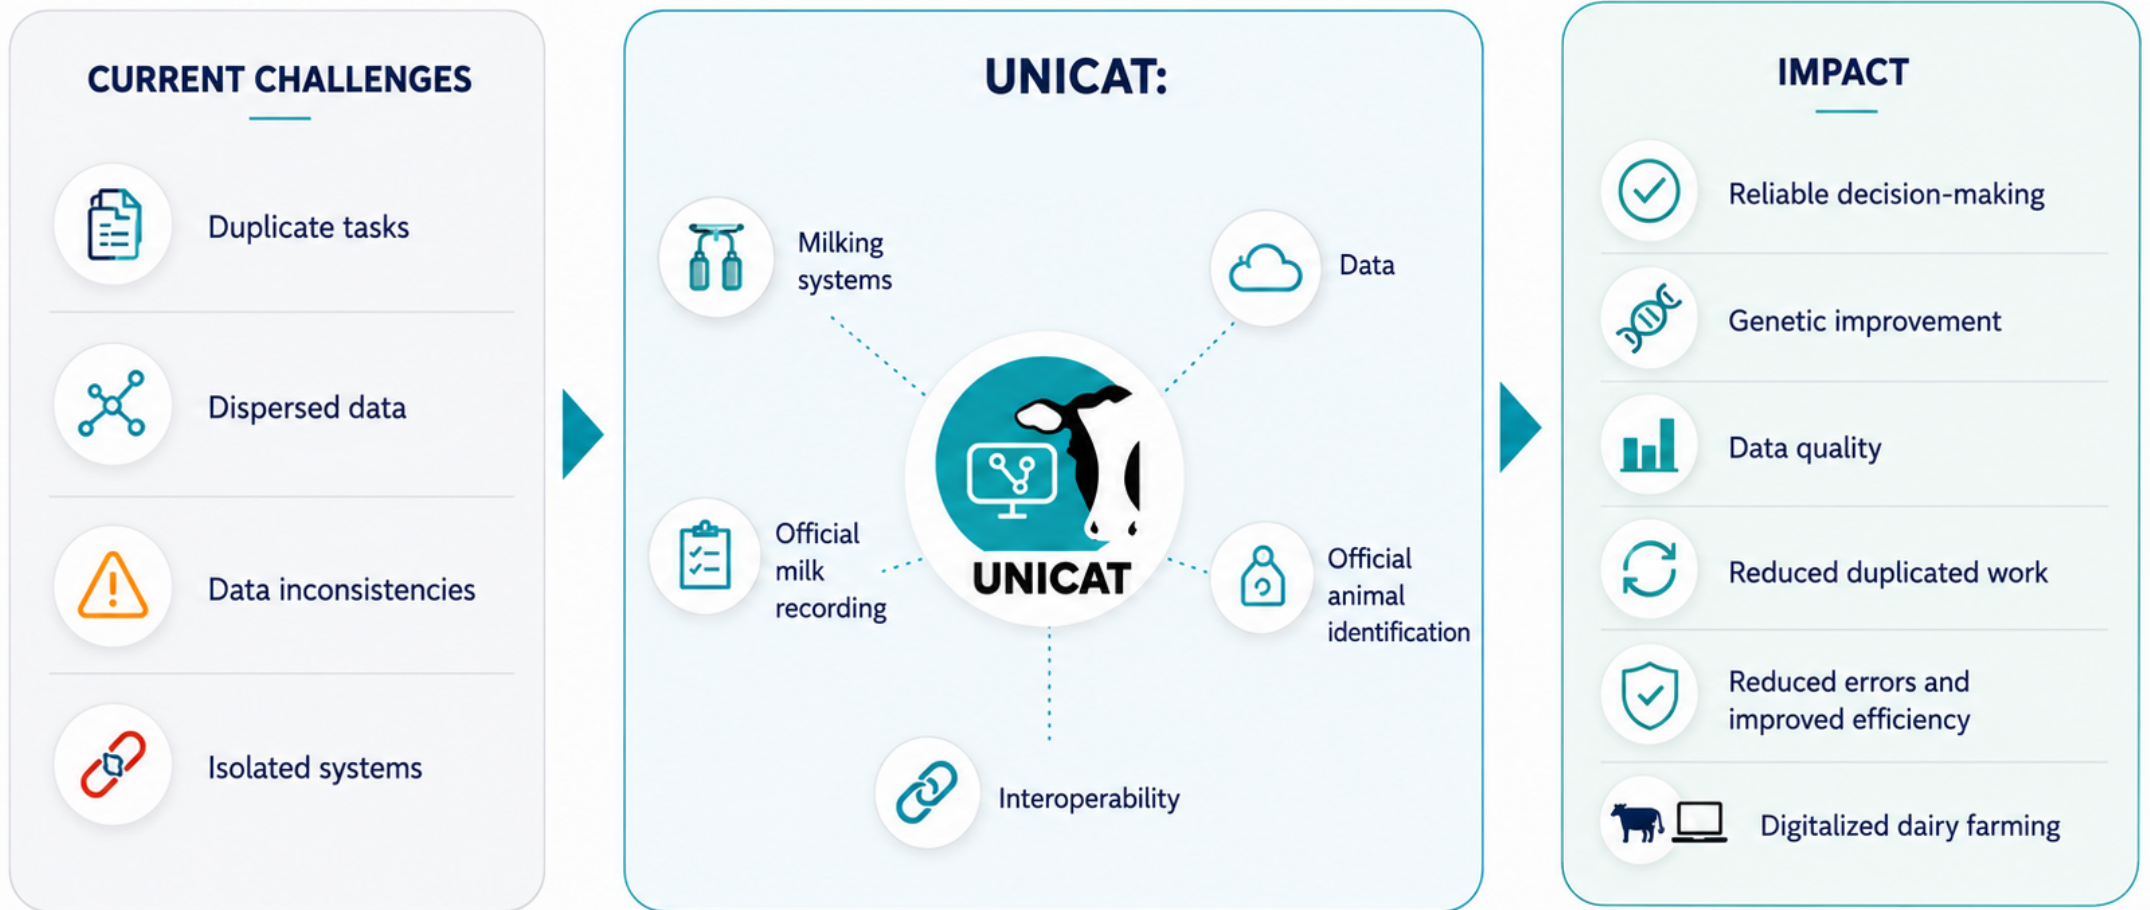 CURRENT CHALLENGES
Duplicate tasks
Dispersed data
Data inconsistencies
Isolated systems
UNICAT:
Milking
systems
Data
Official
milk
recording
UNICAT
Official
animal
identification
Interoperability
IMPACT
Reliable decision-making
Genetic improvement
Data quality
Reduced duplicated work
Reduced errors and
improved efficiency
Digitalized dairy farming